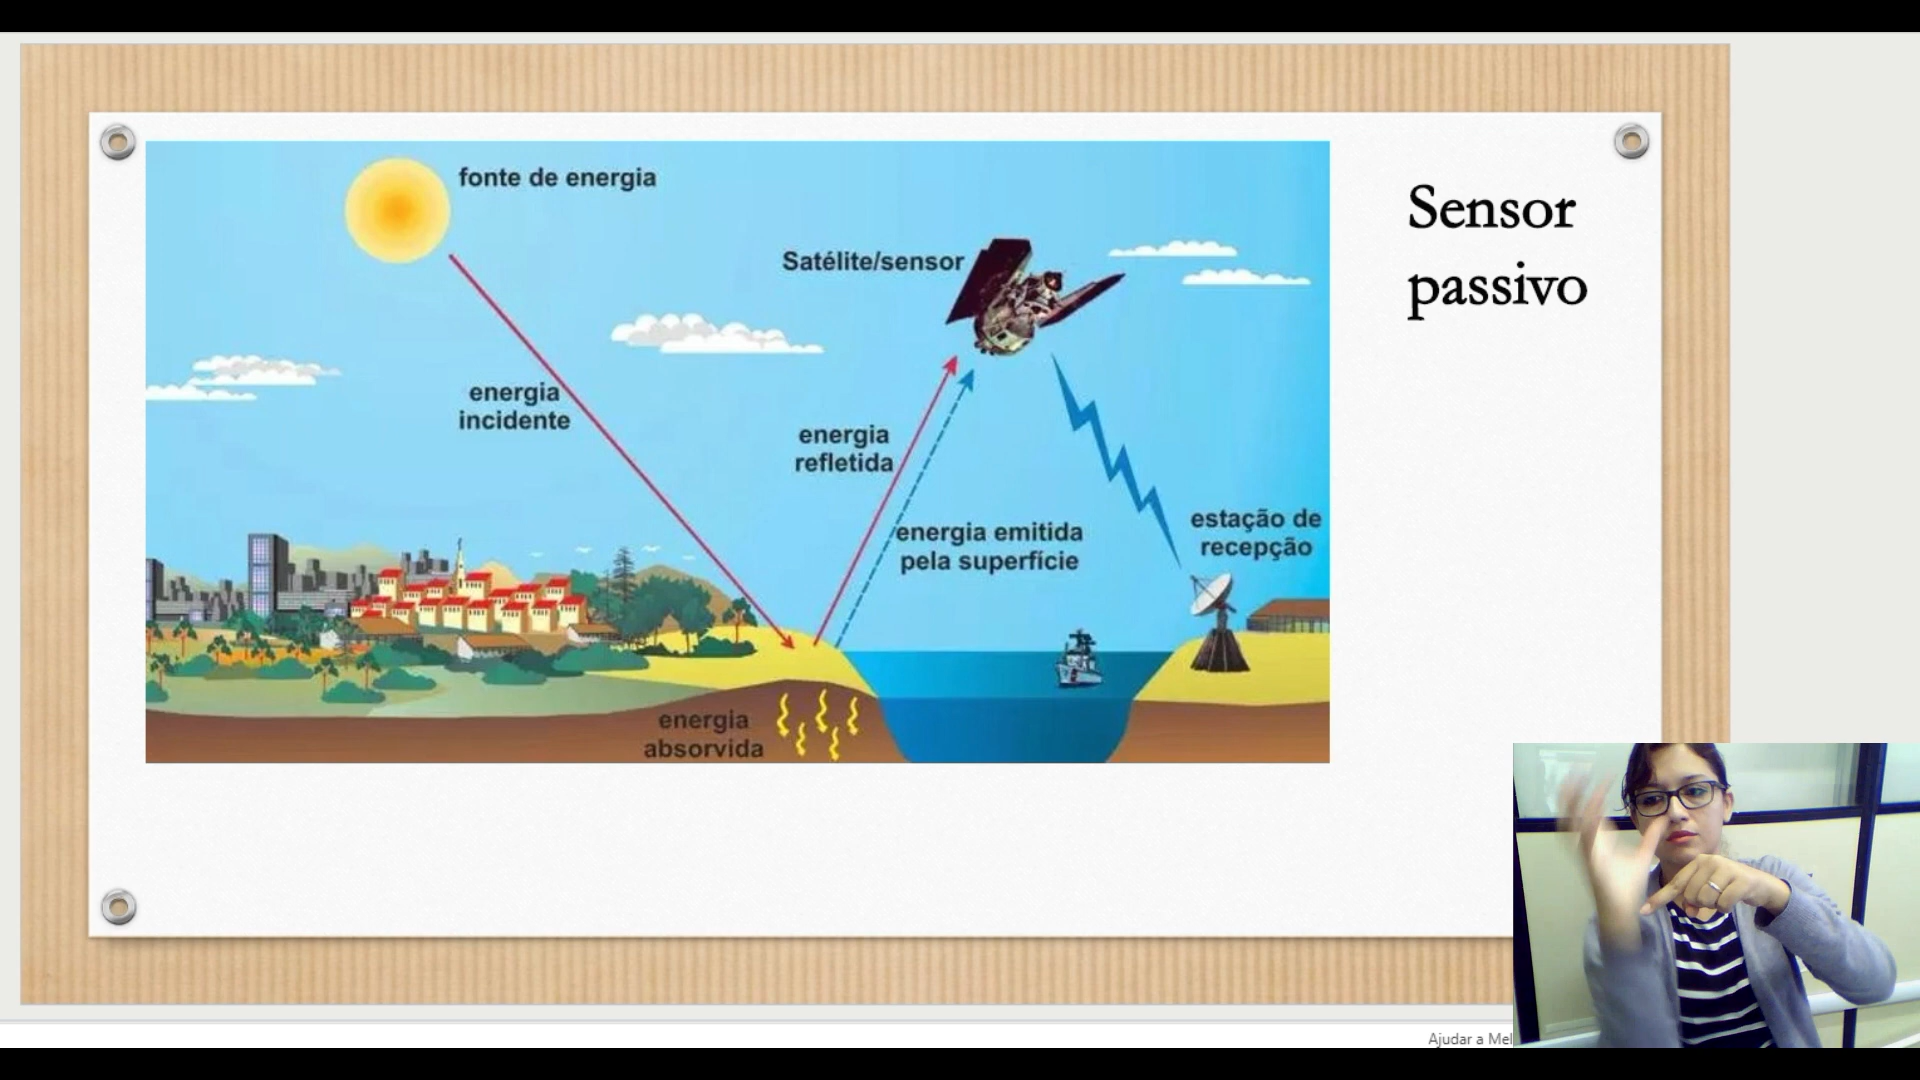 fonte de energia
Satélite/sensor
energia
incidente
energia
refletida
energia emitida
pela superfície
estação de
recepção
energia
absorvida
Sensor
passivo
Ajudar a Mel